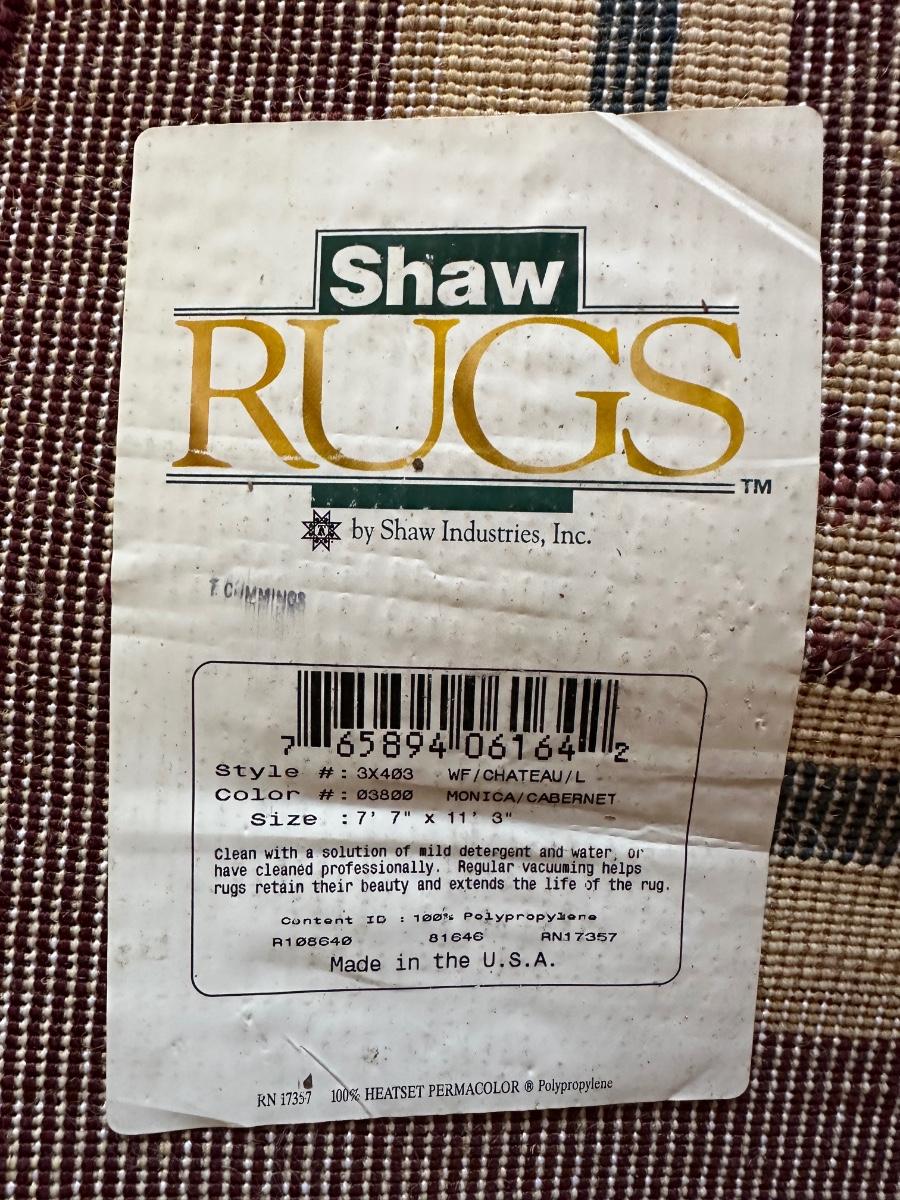 Shaw
RUGS
TM
by Shaw Industries, Inc.
T CUMMINGS
7 65894 06164 2
Style #: 3X403 WF/CHATEAU/L
Color #: 03800 MONICA/CABERNET
Size : 7' 7" x 11' 3"
Clean with a solution of mild detergent and water, or
have cleaned professionally. Regular vacuuming helps
rugs retain their beauty and extends the life of the rug.
Content ID : 100% Polypropylene
R108640 81646 RN17357
Made in the U.S.A.
RN 17357 100% HEATSET PERMACOLOR ® Polypropylene